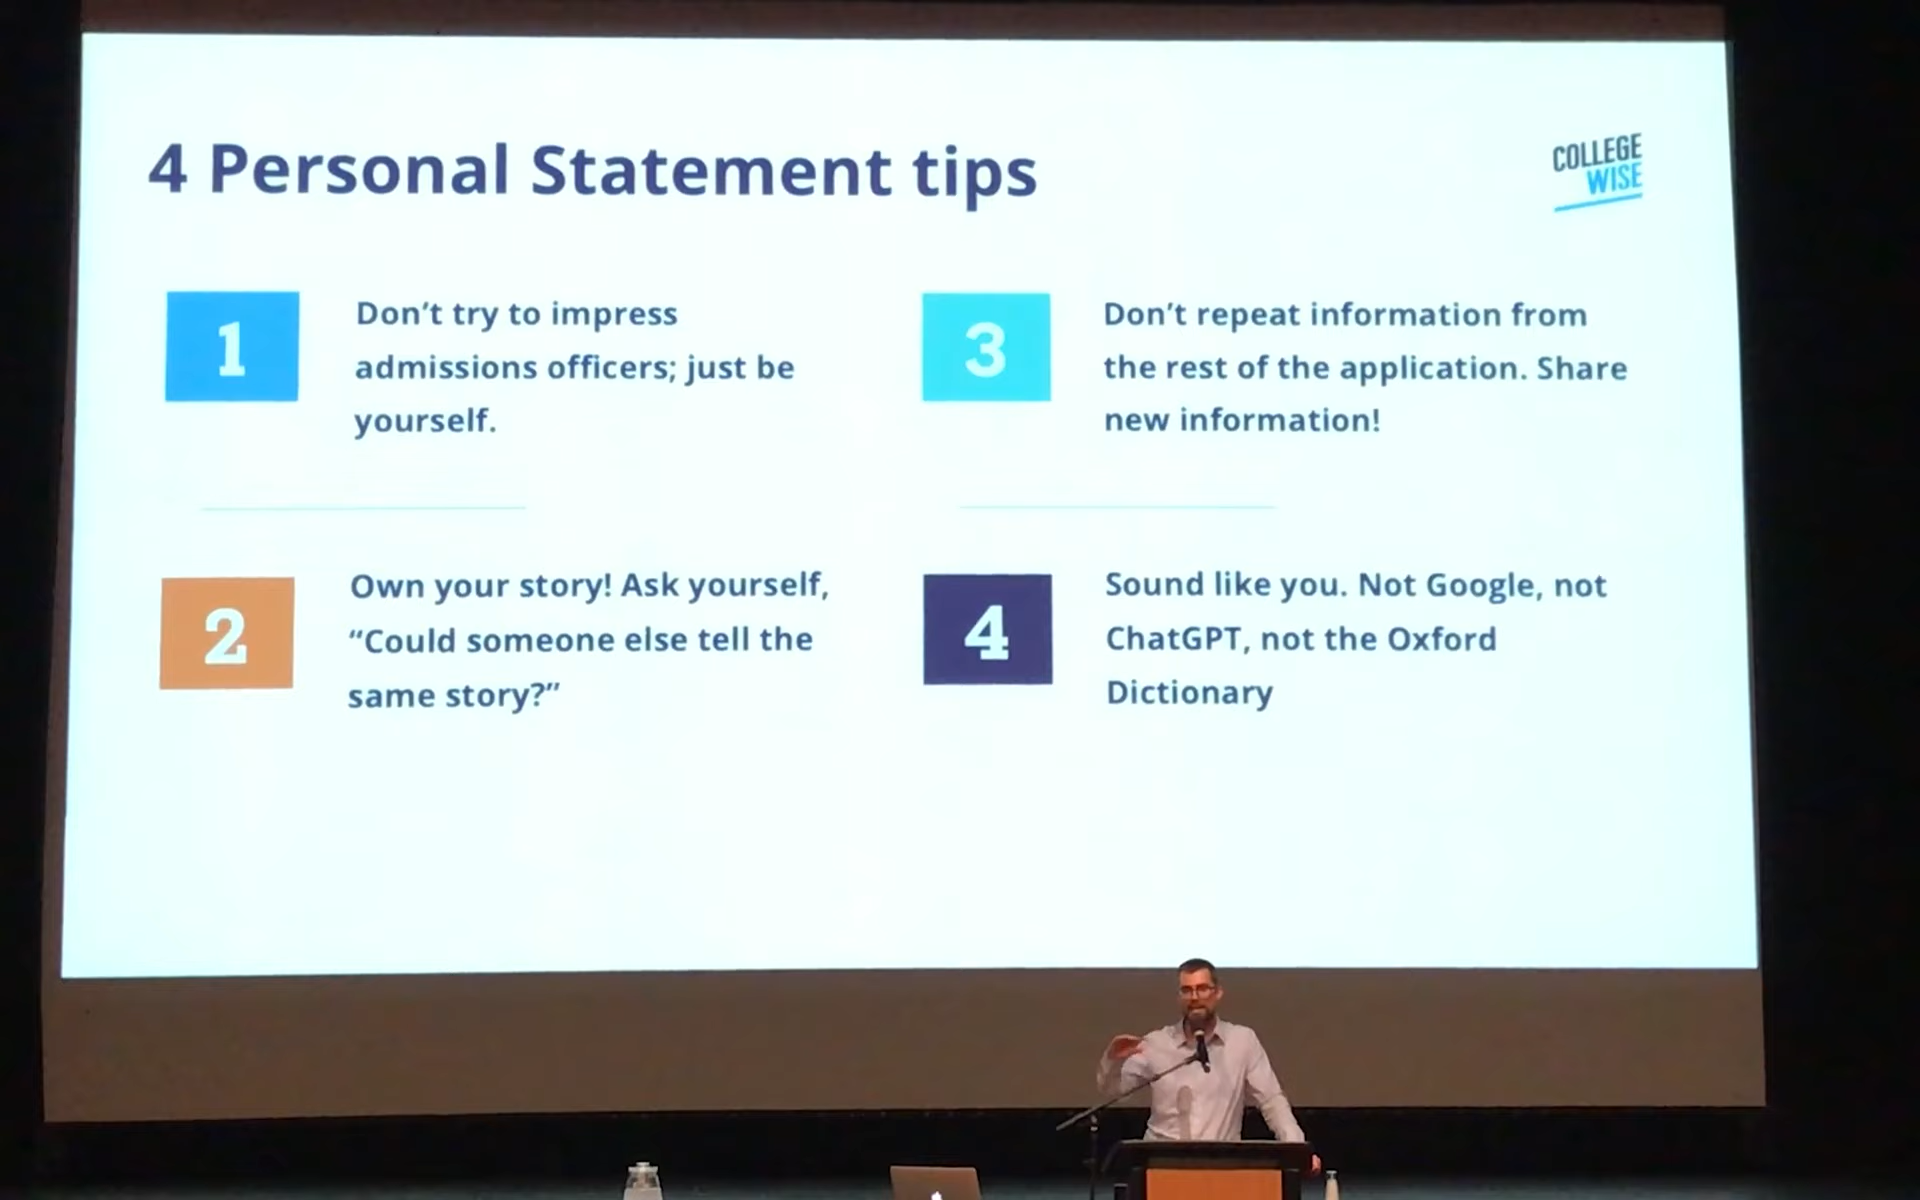 4 Personal Statement tips
COLLEGE
WISE
1
Don’t try to impress
admissions officers; just be
yourself.
2
Own your story! Ask yourself,
“Could someone else tell the
same story?”
3
Don’t repeat information from
the rest of the application. Share
new information!
4
Sound like you. Not Google, not
ChatGPT, not the Oxford
Dictionary